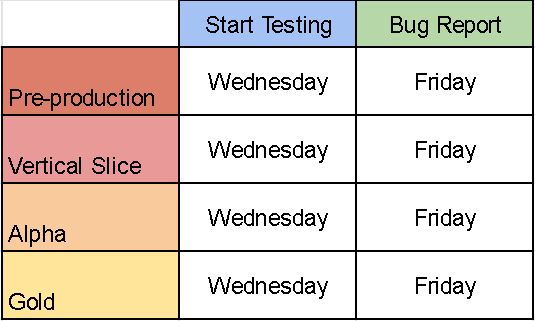 Start Testing Bug Report
Pre-production Wednesday Friday
Vertical Slice Wednesday Friday
Alpha Wednesday Friday
Gold Wednesday Friday